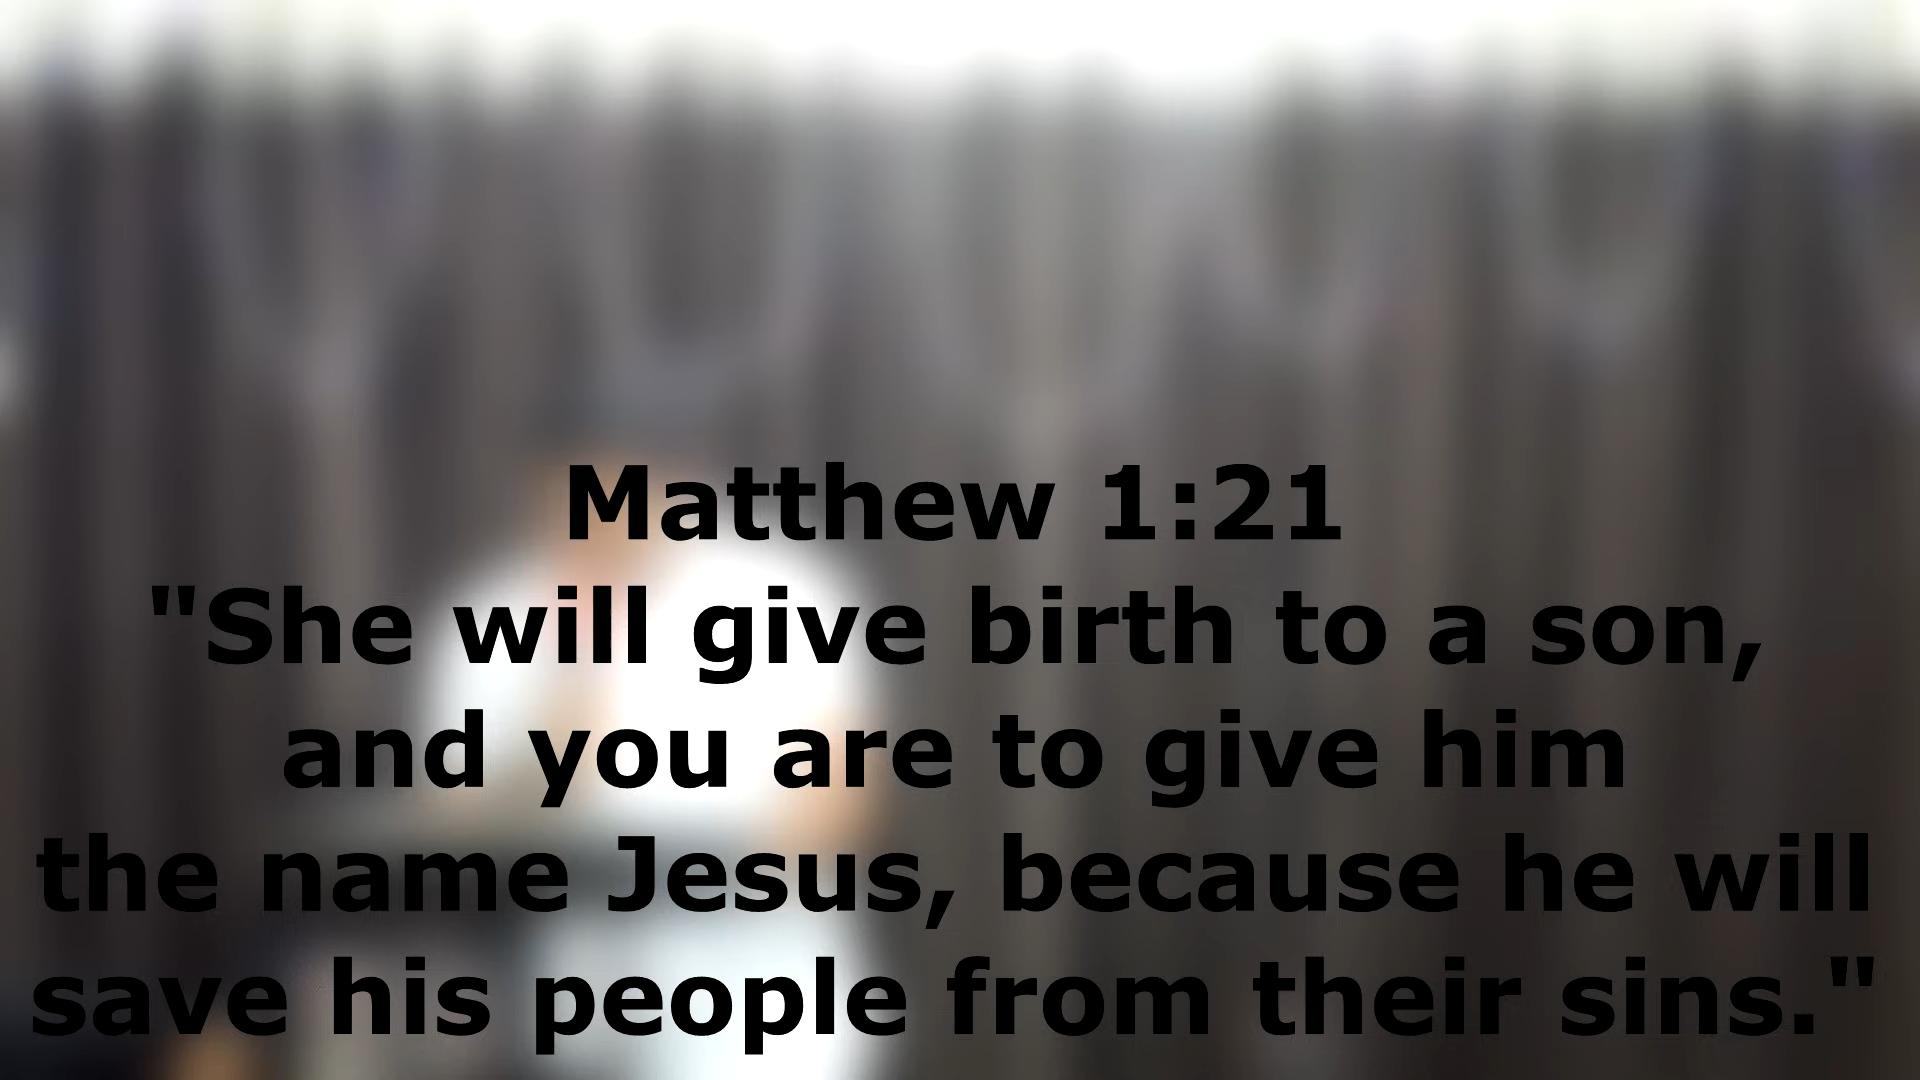 Matthew 1:21
"She will give birth to a son,
and you are to give him
the name Jesus, because he will
save his people from their sins."